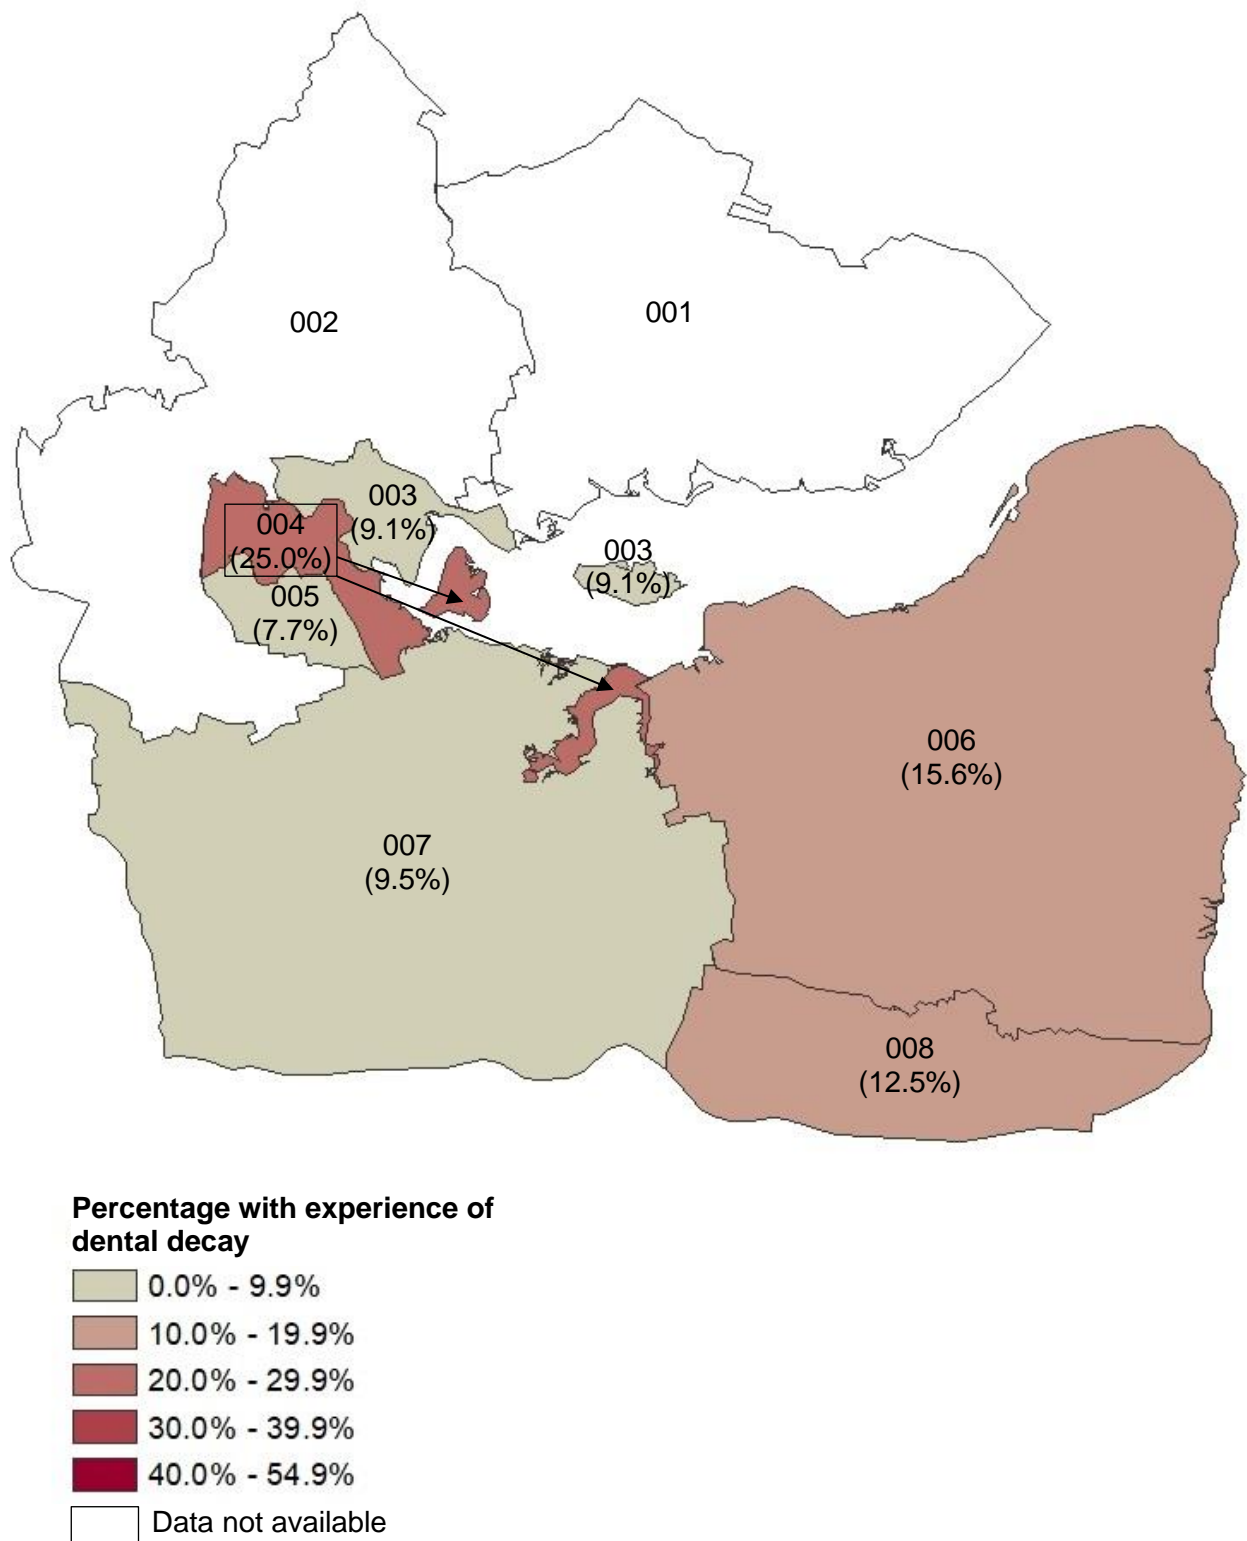 002
001
003
(9.1%)
004
(25.0%)
003
(9.1%)
005
(7.7%)
006
(15.6%)
007
(9.5%)
008
(12.5%)
Percentage with experience of
dental decay
0.0% - 9.9%
10.0% - 19.9%
20.0% - 29.9%
30.0% - 39.9%
40.0% - 54.9%
Data not available